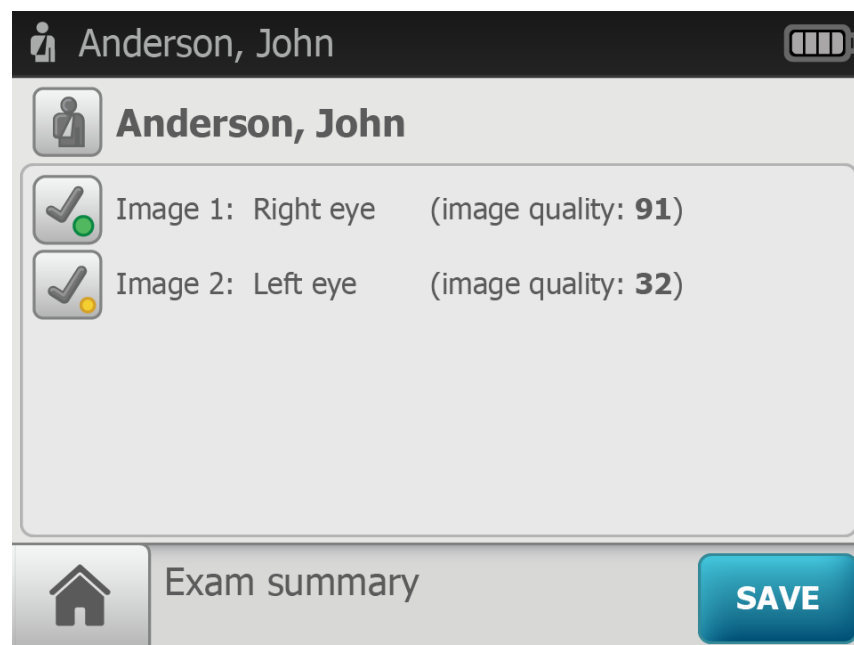 Anderson, John
Anderson, John
Image 1: Right eye (image quality: 91)
Image 2: Left eye (image quality: 32)
Exam summary
SAVE